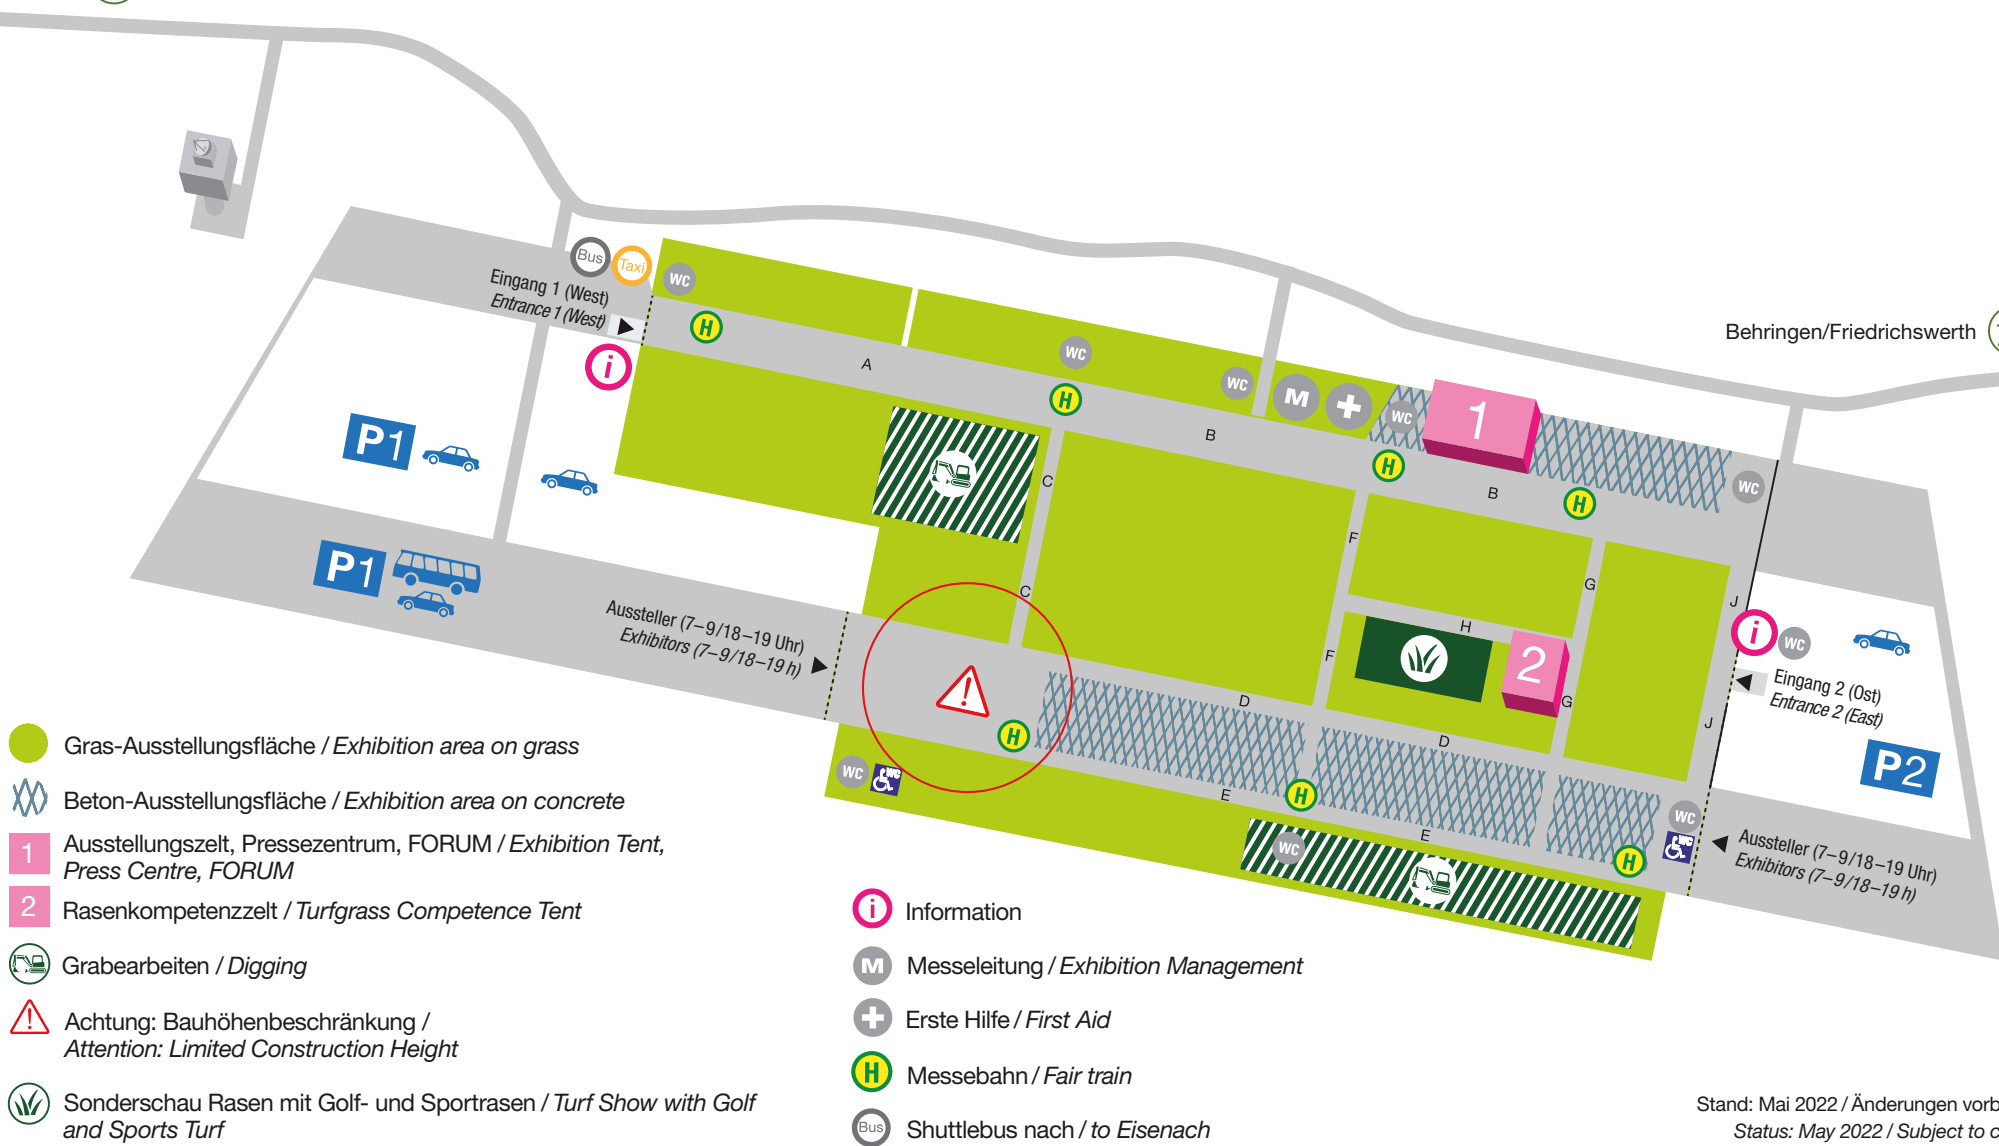 Bus
Taxi
WC
Eingang 1 (West)
Entrance 1 (West)
H
i
A
WC
H
WC
M
B
WC
1
H
B
H
WC
Behringen/Friedrichswerth
P1
C
F
G
P1
C
Aussteller (7–9/18–19 Uhr)
Exhibitors (7–9/18–19 h)
H
F
2
G
J
i
WC
Eingang 2 (Ost)
Entrance 2 (East)
J
P2
D
D
H
WC
WC
E
H
E
WC
H
WC
WC
Aussteller (7–9/18–19 Uhr)
Exhibitors (7–9/18–19 h)
Gras-Ausstellungsfläche / Exhibition area on grass
Beton-Ausstellungsfläche / Exhibition area on concrete
1 Ausstellungszelt, Pressezentrum, FORUM / Exhibition Tent,
Press Centre, FORUM
2 Rasenkompetenzzelt / Turfgrass Competence Tent
Grabearbeiten / Digging
Achtung: Bauhöhenbeschränkung /
Attention: Limited Construction Height
Sonderschau Rasen mit Golf- und Sportrasen / Turf Show with Golf
and Sports Turf
i Information
M Messeleitung / Exhibition Management
Erste Hilfe / First Aid
H Messebahn / Fair train
Bus Shuttlebus nach / to Eisenach
Stand: Mai 2022 / Änderungen vorb
Status: May 2022 / Subject to c